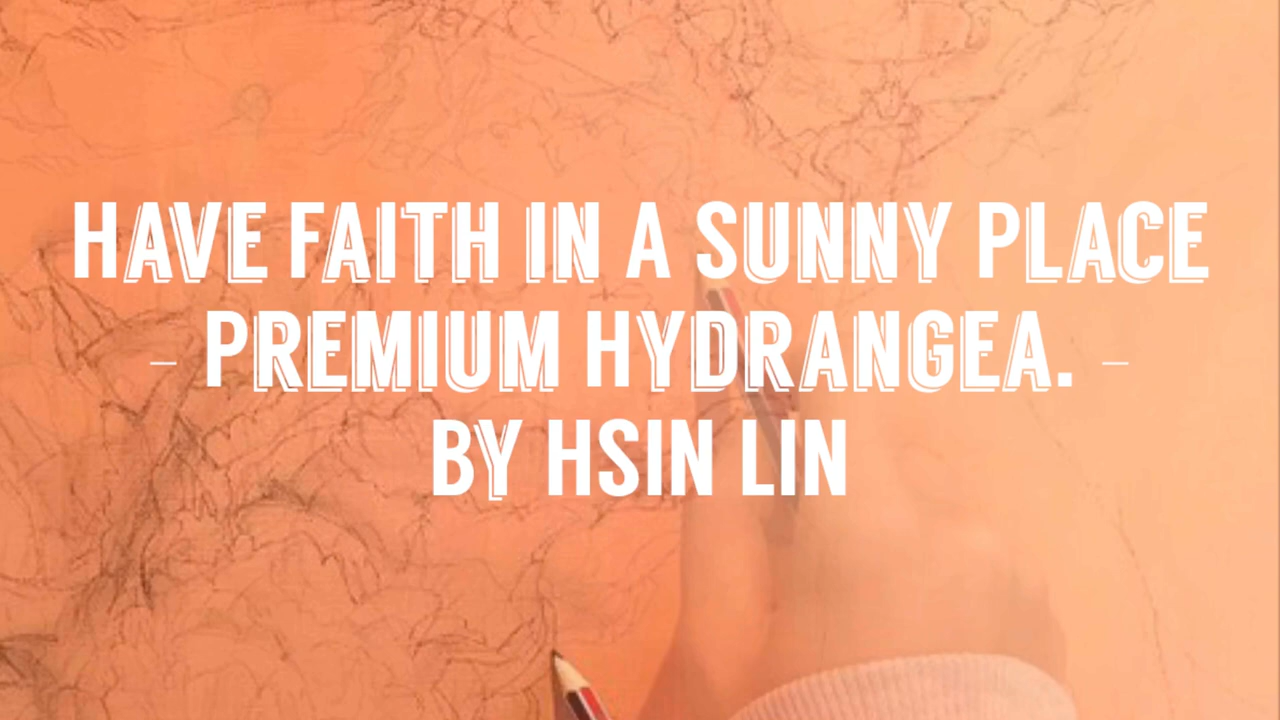 HAVE FAITH IN A SUNNY PLACE
– PREMIUM HYDRANGEA. –
BY HSIN LIN